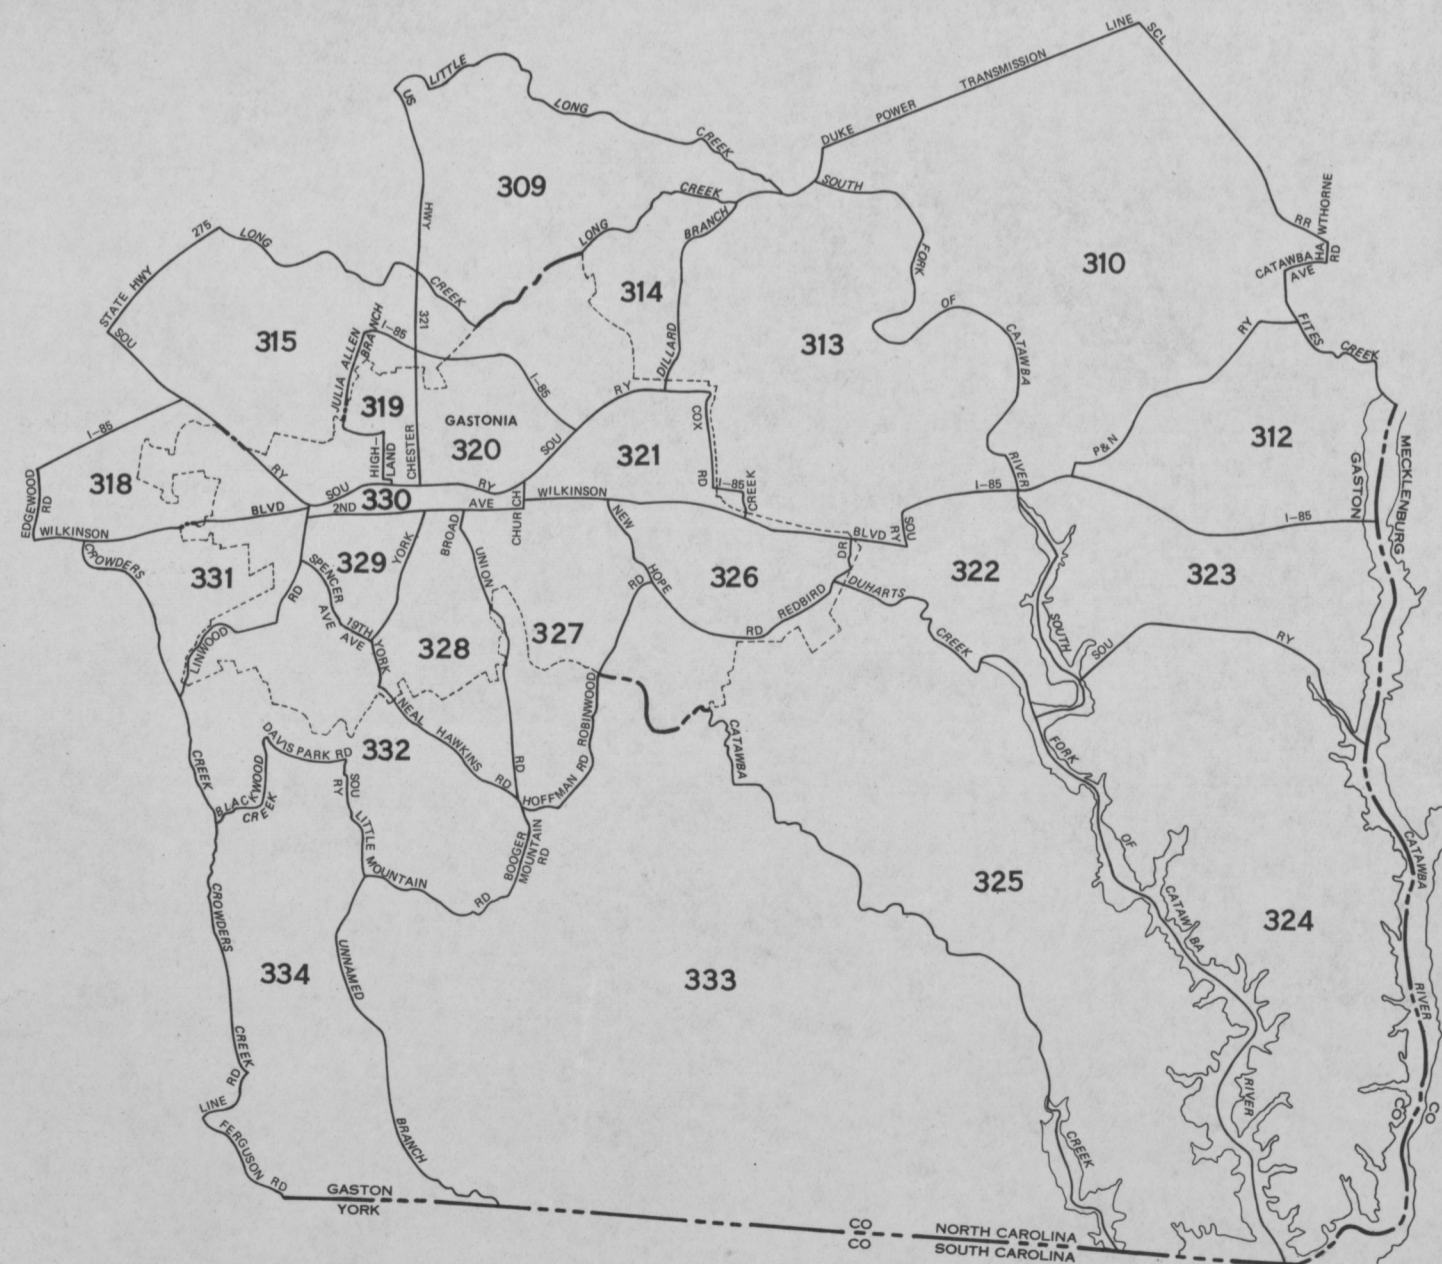 LINE
SCL
TRANSMISSION
POWER
DUKE
LITTLE
US
LONG
CREEK
309
SOUTH
CREEK
HAWTHORNE
RD
RR
HWY
BRANCH
LONG
275
LONG
FORK
310
CATAWBA
AVE
STATE HWY
CREEK
314
OF
321
I-85
SOU
315
JULIA ALLEN
BRANCH
DILLARD
313
CATAWBA
RY
FITES
CREEK
I-85
RY
319
GASTONIA
320
COX
RD
321
312
P&N
I-85
HIGH-
LAND
CHESTER
SOU
GASTON
MECKLENBURG
318
RY
SOU
RY
I-85
CREEK
RIVER
EDGEWOOD
RD
330
2ND
AVE
CHURCH
WILKINSON
I-85
I-85
BLVD
WILKINSON
SOU
RY
BLVD
NEW
BROAD
YORK
CROWDERS
329
DR
331
SPENCER
AVE
UNION
HOPE
RD
326
322
323
DUHARTS
REDBIRD
RD
RD
19TH
AVE
327
328
CREEK
SOUTH
SOU
RY
LINWOOD
YORK
NEAL
HAWKINS
RD
ROBINWOOD
RD
CATAWBA
DAVIS PARK RD
332
FORK
CREEK
BLACKWOOD
CREEK
SOU
RY
RD
HOFFMAN
LITTLE
MOUNTAIN
RD
BOOGER
MOUNTAIN
RD
OF
CATAWBA
CATAWBA
325
324
CROWDERS
334
UNNAMED
333
RIVER
CREEK
RD
LINE
FERGUSON
RD
BRANCH
RIVER
CREEK
CO
CO
GASTON
YORK
CO
CO
NORTH CAROLINA
SOUTH CAROLINA